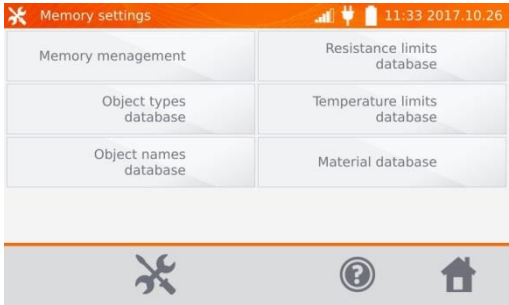 Memory settings
11:33 2017.10.26
Memory menagement
Resistance limits
database
Object types
database
Temperature limits
database
Object names
database
Material database
?